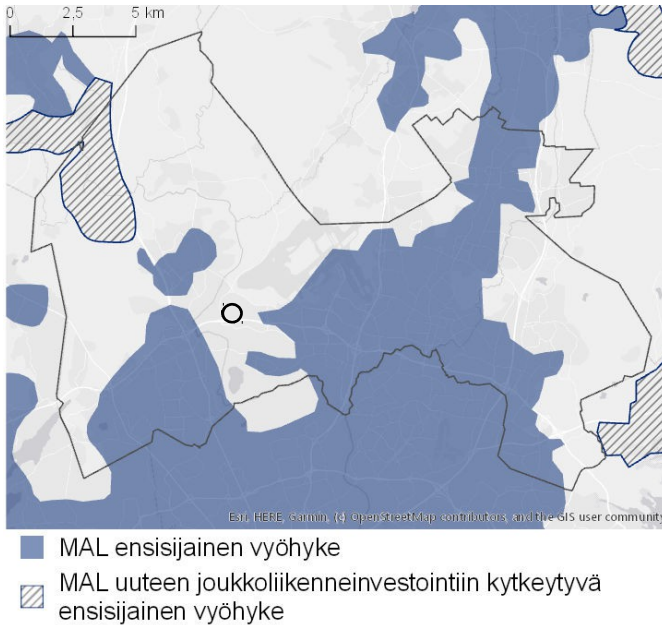 0 2,5 5 km
Esri, HERE, Garmin, (c) OpenStreetMap contributors, and the GIS user community
MAL ensisijainen vyöhyke
MAL uuteen joukkoliikenneinvestointiin kytkeytyvä
ensisijainen vyöhyke